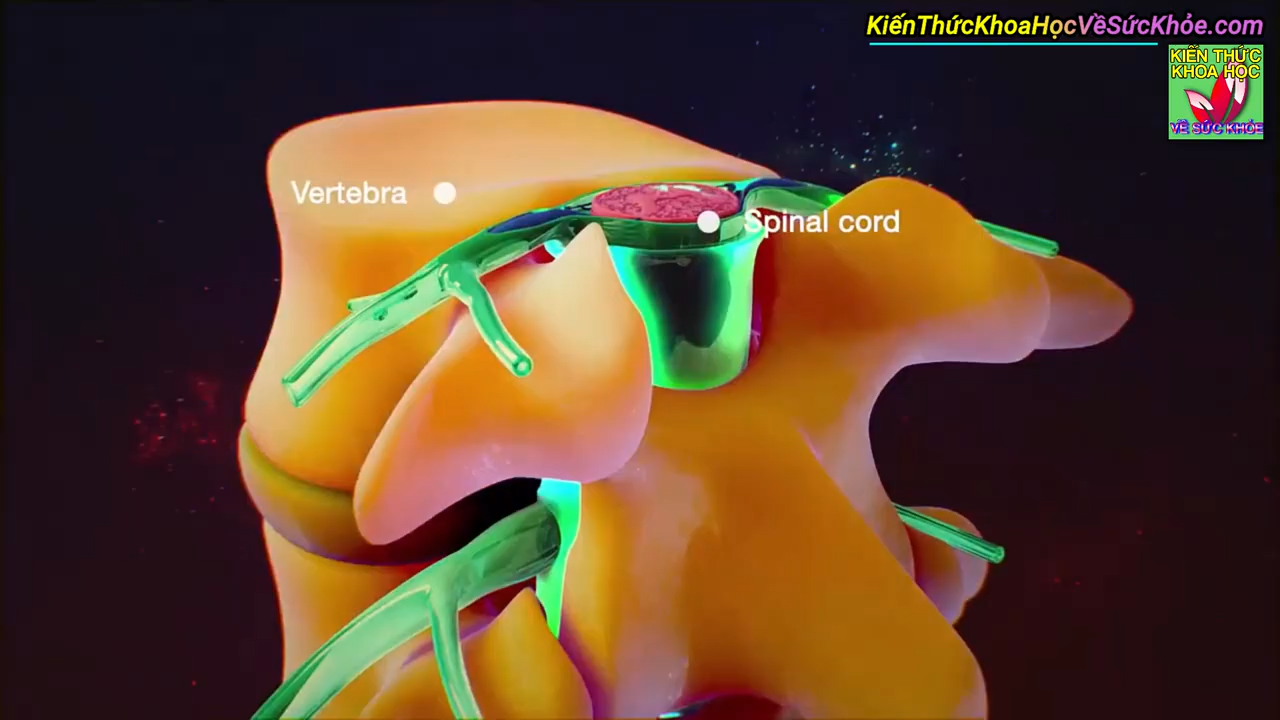 KiếnThứcKhoaHọcVềSứcKhỏe.com
KIẾN THỨC
KHOA HỌC
VỀ SỨC KHỎE
Vertebra
Spinal cord